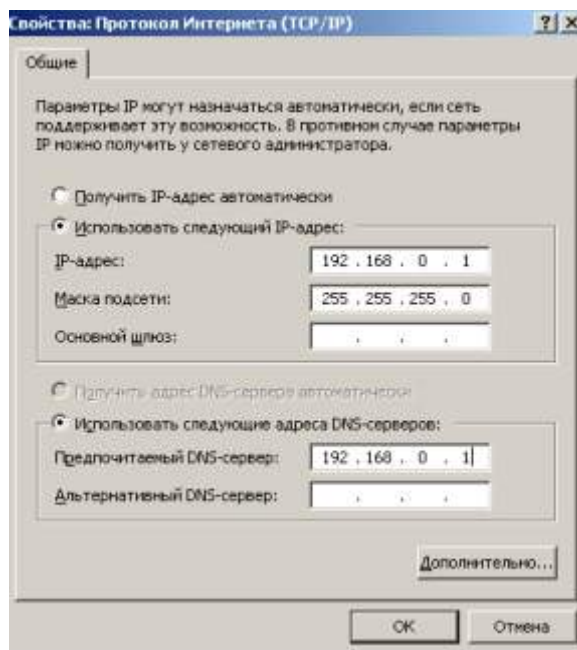 Свойства: Протокол Интернета (TCP/IP)
Общие
Параметры IP могут назначаться автоматически, если сеть
поддерживает эту возможность. В противном случае параметры
IP можно получить у сетевого администратора.
Получить IP-адрес автоматически
Использовать следующий IP-адрес:
IP-адрес: 192 . 168 . 0 . 1
Маска подсети: 255 . 255 . 255 . 0
Основной шлюз: . . .
Получить адрес DNS-сервера автоматически
Использовать следующие адреса DNS-серверов:
Предпочитаемый DNS-сервер: 192 . 168 . 0 . 1
Альтернативный DNS-сервер: . . .
Дополнительно...
ОК Отмена